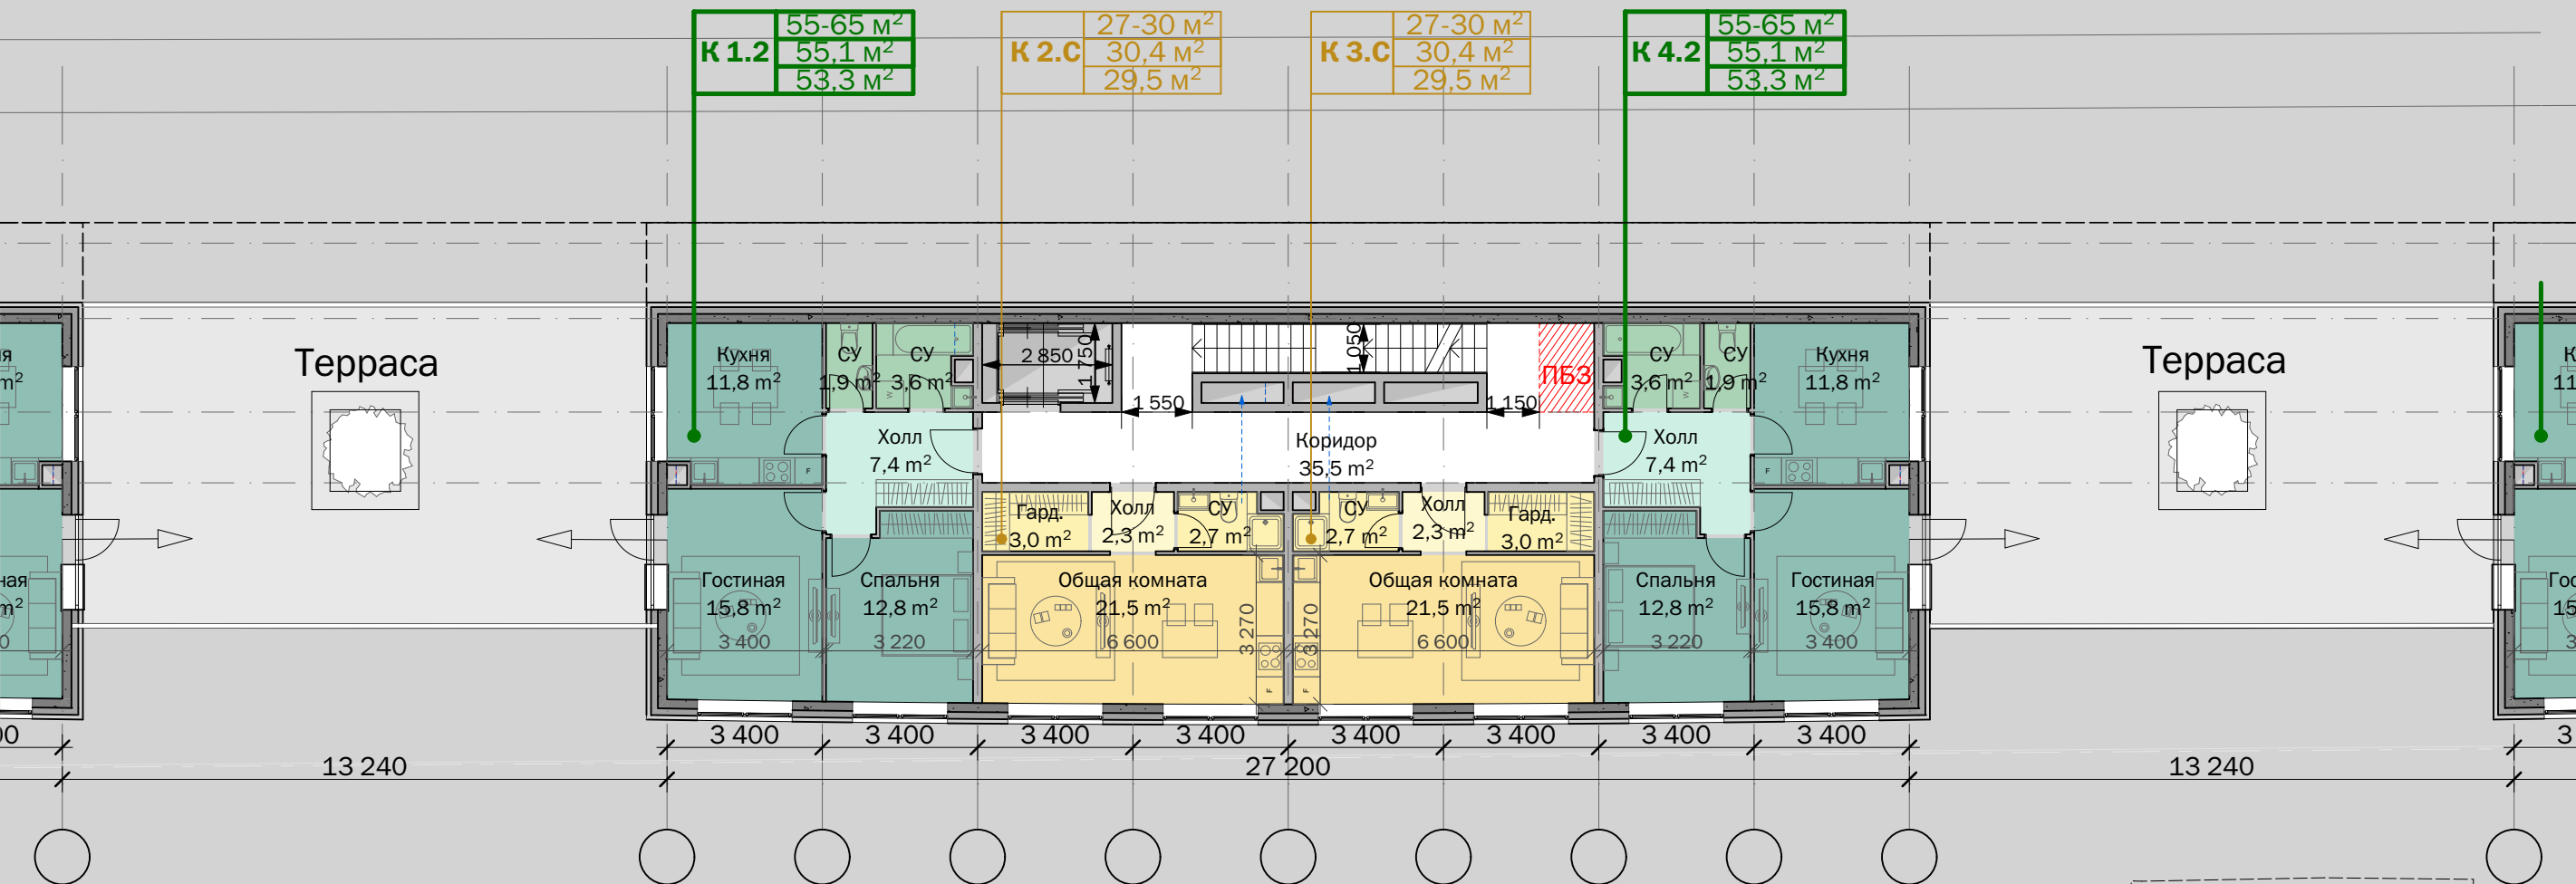 К 1.2
55-65 м²
55,1 м²
53,3 м²
К 2.С
27-30 м²
30,4 м²
29,5 м²
К 3.С
27-30 м²
30,4 м²
29,5 м²
К 4.2
55-65 м²
55,1 м²
53,3 м²
Терраса
Кухня
11,8 m²
СУ
1,9 m²
СУ
3,6 m²
2 850
1 750
1 050
ПБЗ
СУ
3,6 m²
СУ
1,9 m²
Кухня
11,8 m²
Терраса
1 550
1 150
Холл
7,4 m²
Коридор
35,5 m²
Холл
7,4 m²
W
W
F
F
Гард.
3,0 m²
Холл
2,3 m²
СУ
2,7 m²
СУ
2,7 m²
Холл
2,3 m²
Гард.
3,0 m²
Гостиная
15,8 m²
3 400
Спальня
12,8 m²
3 220
Общая комната
21,5 m²
6 600
3 270
3 270
Общая комната
21,5 m²
6 600
Спальня
12,8 m²
3 220
Гостиная
15,8 m²
3 400
F
F
3 400
3 400
3 400
3 400
3 400
3 400
3 400
3 400
13 240
27 200
13 240